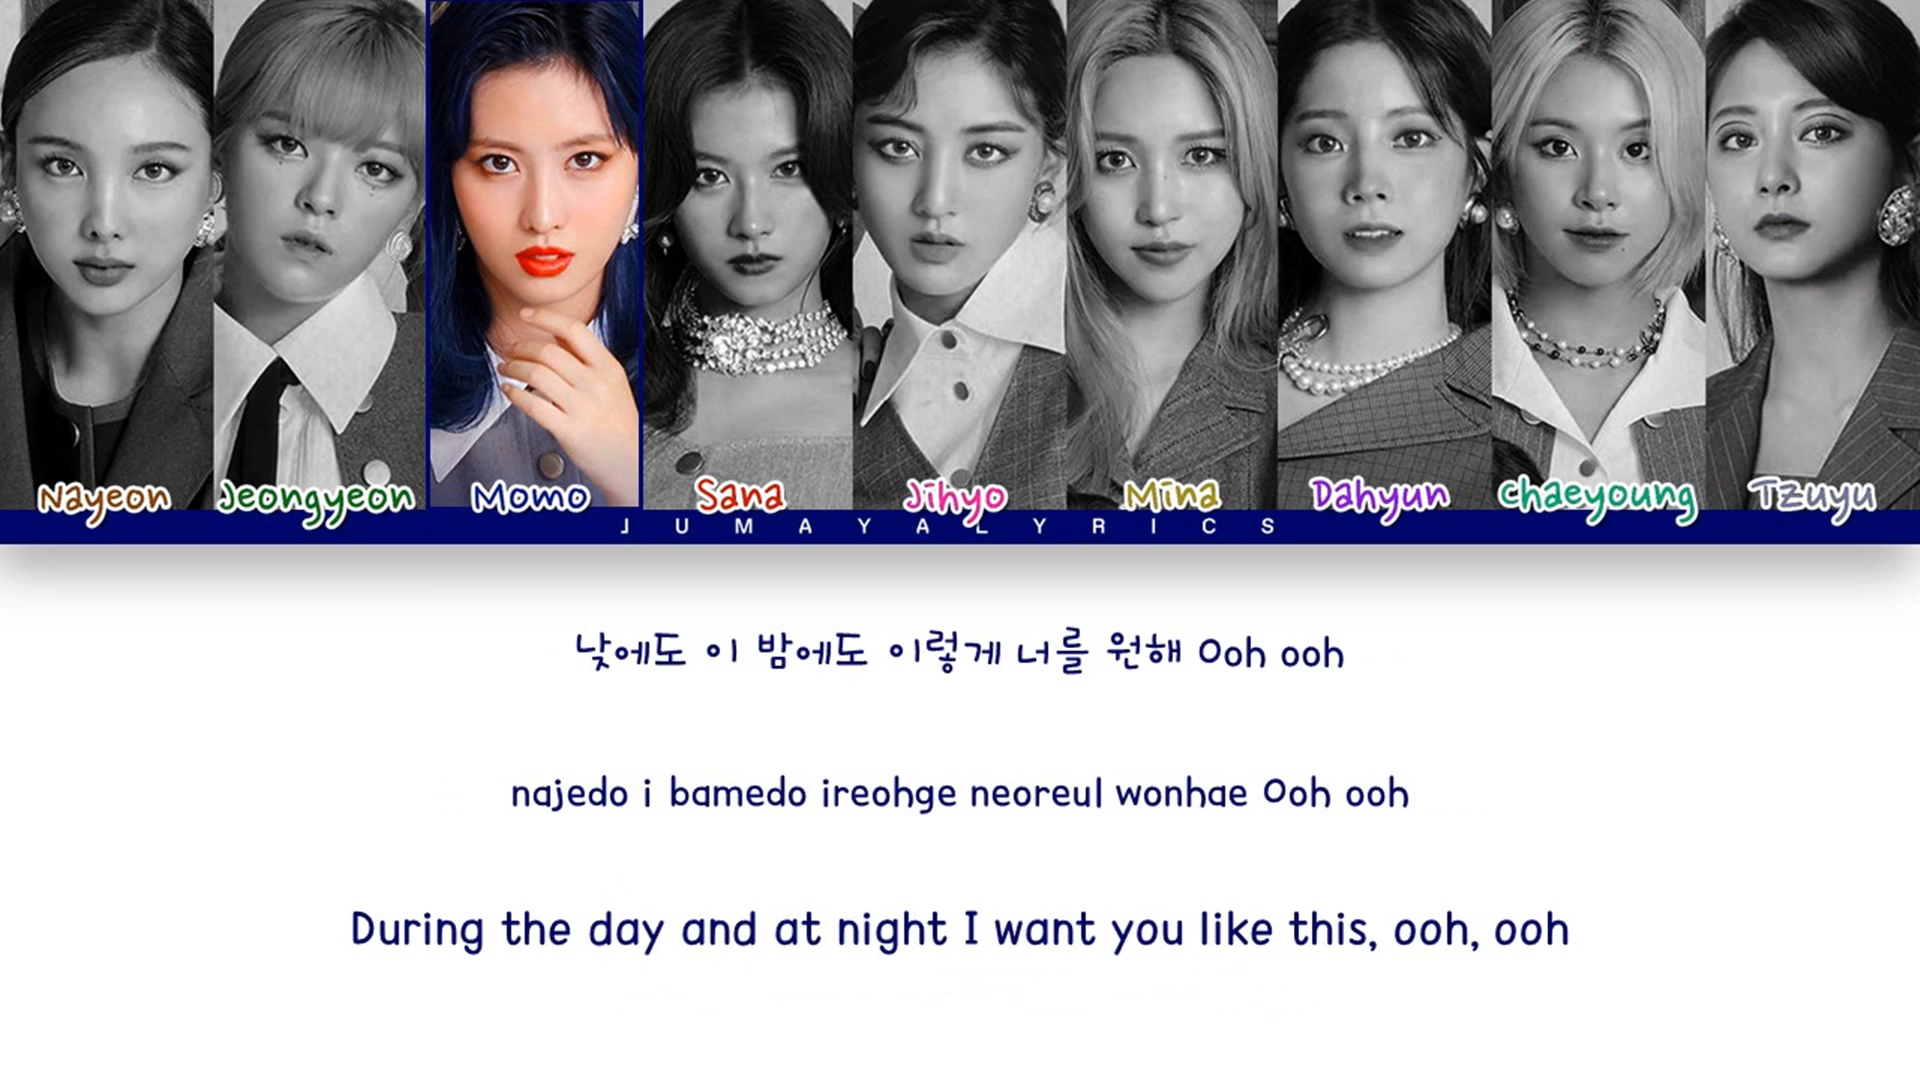 Nayeon Jeongyeon Momo Sana Jihyo Mina Dahyun Chaeyoung Tzuyu
JUMAYALYRICS
낮에도 이 밤에도 이렇게 너를 원해 Ooh ooh
najedo i bamedo ireohge neoreul wonhae Ooh ooh
During the day and at night I want you like this, ooh, ooh